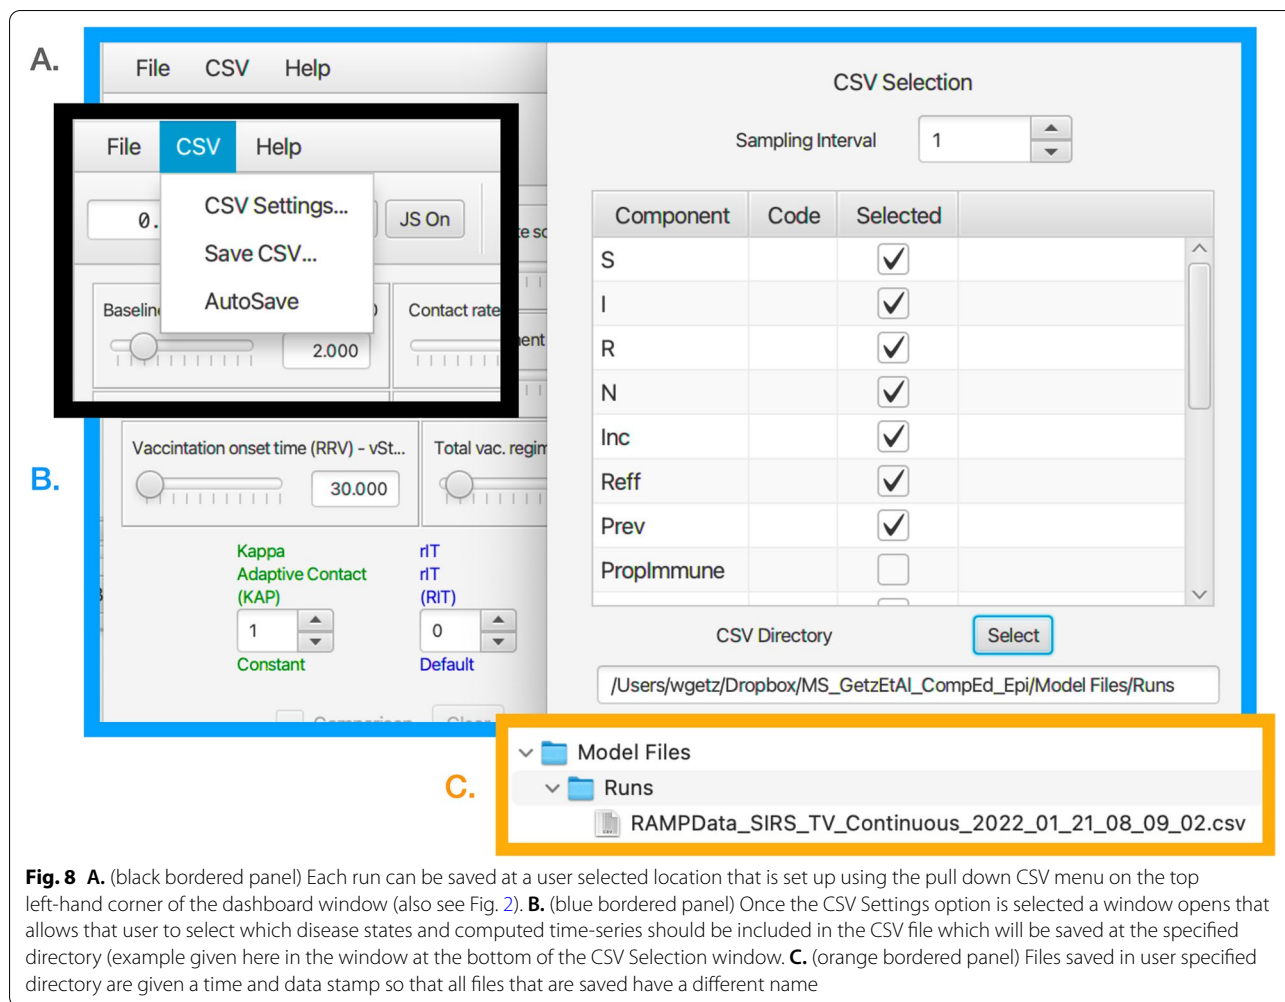 A.
File CSV Help
File CSV Help
CSV Settings...
Save CSV...
AutoSave
0.
JS On
Baselin
2.000
Contact rate
Vaccintation onset time (RRV) - vSt...
30.000
Total vac. regim
B.
Kappa
Adaptive Contact
(KAP)
1
Constant
rIT
rIT
(RIT)
0
Default
Comparison Clear
CSV Selection
Sampling Interval 1
Component Code Selected
S
I
R
N
Inc
Reff
Prev
PropImmune
CSV Directory Select
/Users/wgetz/Dropbox/MS_GetzEtAl_CompEd_Epi/Model Files/Runs
C.
Model Files
Runs
RAMPData_SIRS_TV_Continuous_2022_01_21_08_09_02.csv
Fig. 8 A. (black bordered panel) Each run can be saved at a user selected location that is set up using the pull down CSV menu on the top
left-hand corner of the dashboard window (also see Fig. 2). B. (blue bordered panel) Once the CSV Settings option is selected a window opens that
allows that user to select which disease states and computed time-series should be included in the CSV file which will be saved at the specified
directory (example given here in the window at the bottom of the CSV Selection window. C. (orange bordered panel) Files saved in user specified
directory are given a time and data stamp so that all files that are saved have a different name